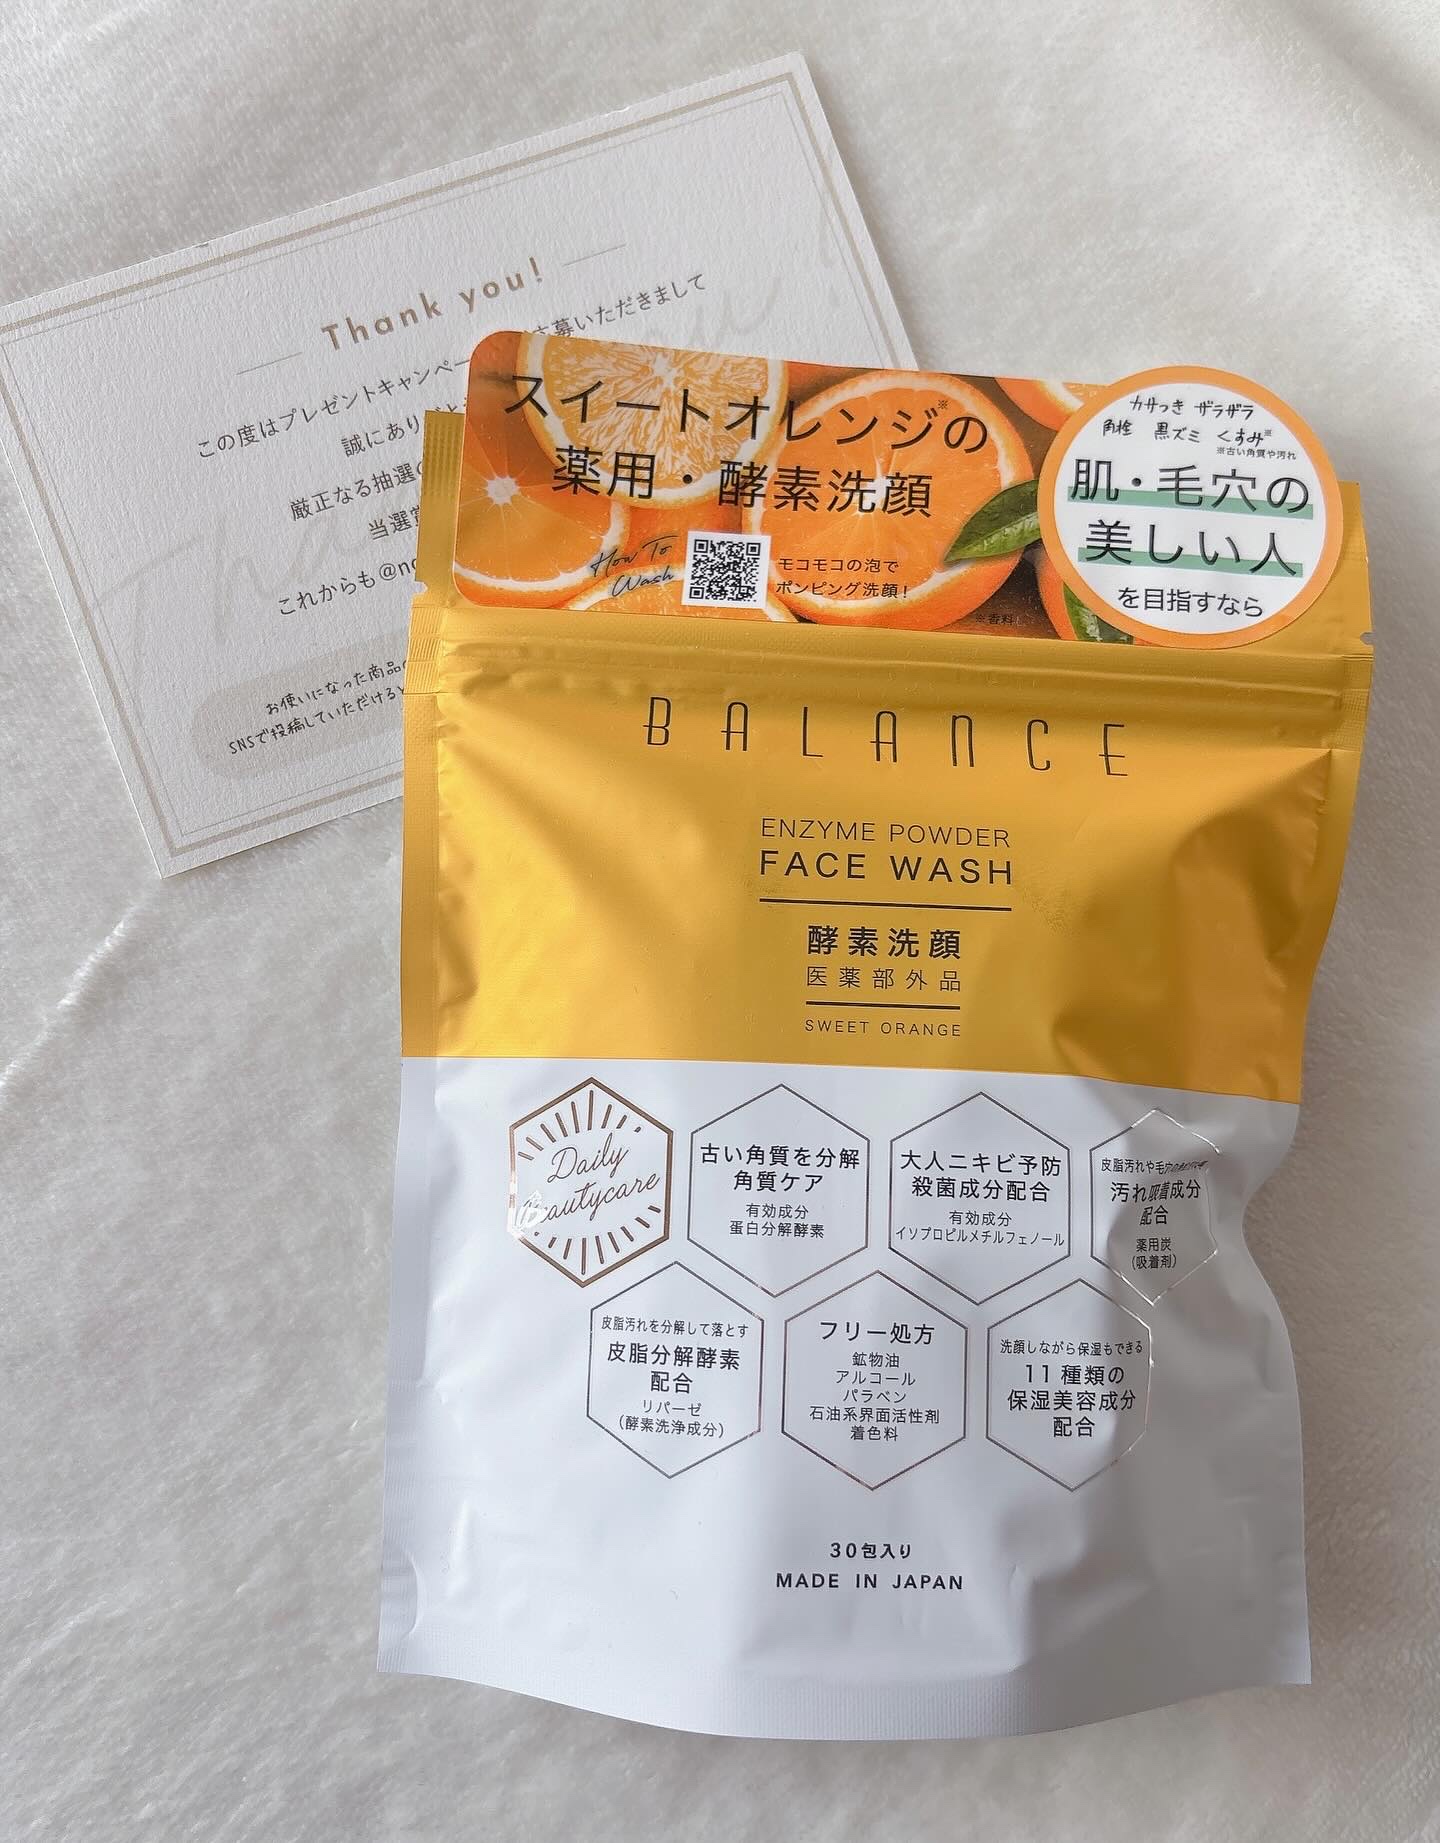 Thank you!
この度はプレゼントキャンペー
募いただきまして
誠にあり
厳正なる抽選
当選
これからも@no
お使いになった商品
SNSで投稿していただけると
スイートオレンジ※の
薬用・酵素洗顔
How To
Wash
モコモコの泡で
ポンピング洗顔!
※香料
カサつき ザラザラ
角栓 黒ズミ くすみ※
※古い角質や汚れ
肌・毛穴の
美しい人
を目指すなら
BALANCE
ENZYME POWDER
FACE WASH
酵素洗顔
医薬部外品
SWEET ORANGE
Daily
Beautycare
古い角質を分解
角質ケア
有効成分
蛋白分解酵素
大人ニキビ予防
殺菌成分配合
有効成分
イソプロピルメチルフェノール
皮脂汚れや毛穴の
汚れ吸着成分
配合
薬用炭
(吸着剤)
皮脂汚れを分解して落とす
皮脂分解酵素
配合
リパーゼ
(酵素洗浄成分)
フリー処方
鉱物油
アルコール
パラベン
石油系界面活性剤
着色料
洗顔しながら保湿もできる
11種類の
保湿美容成分
配合
30包入り
MADE IN JAPAN